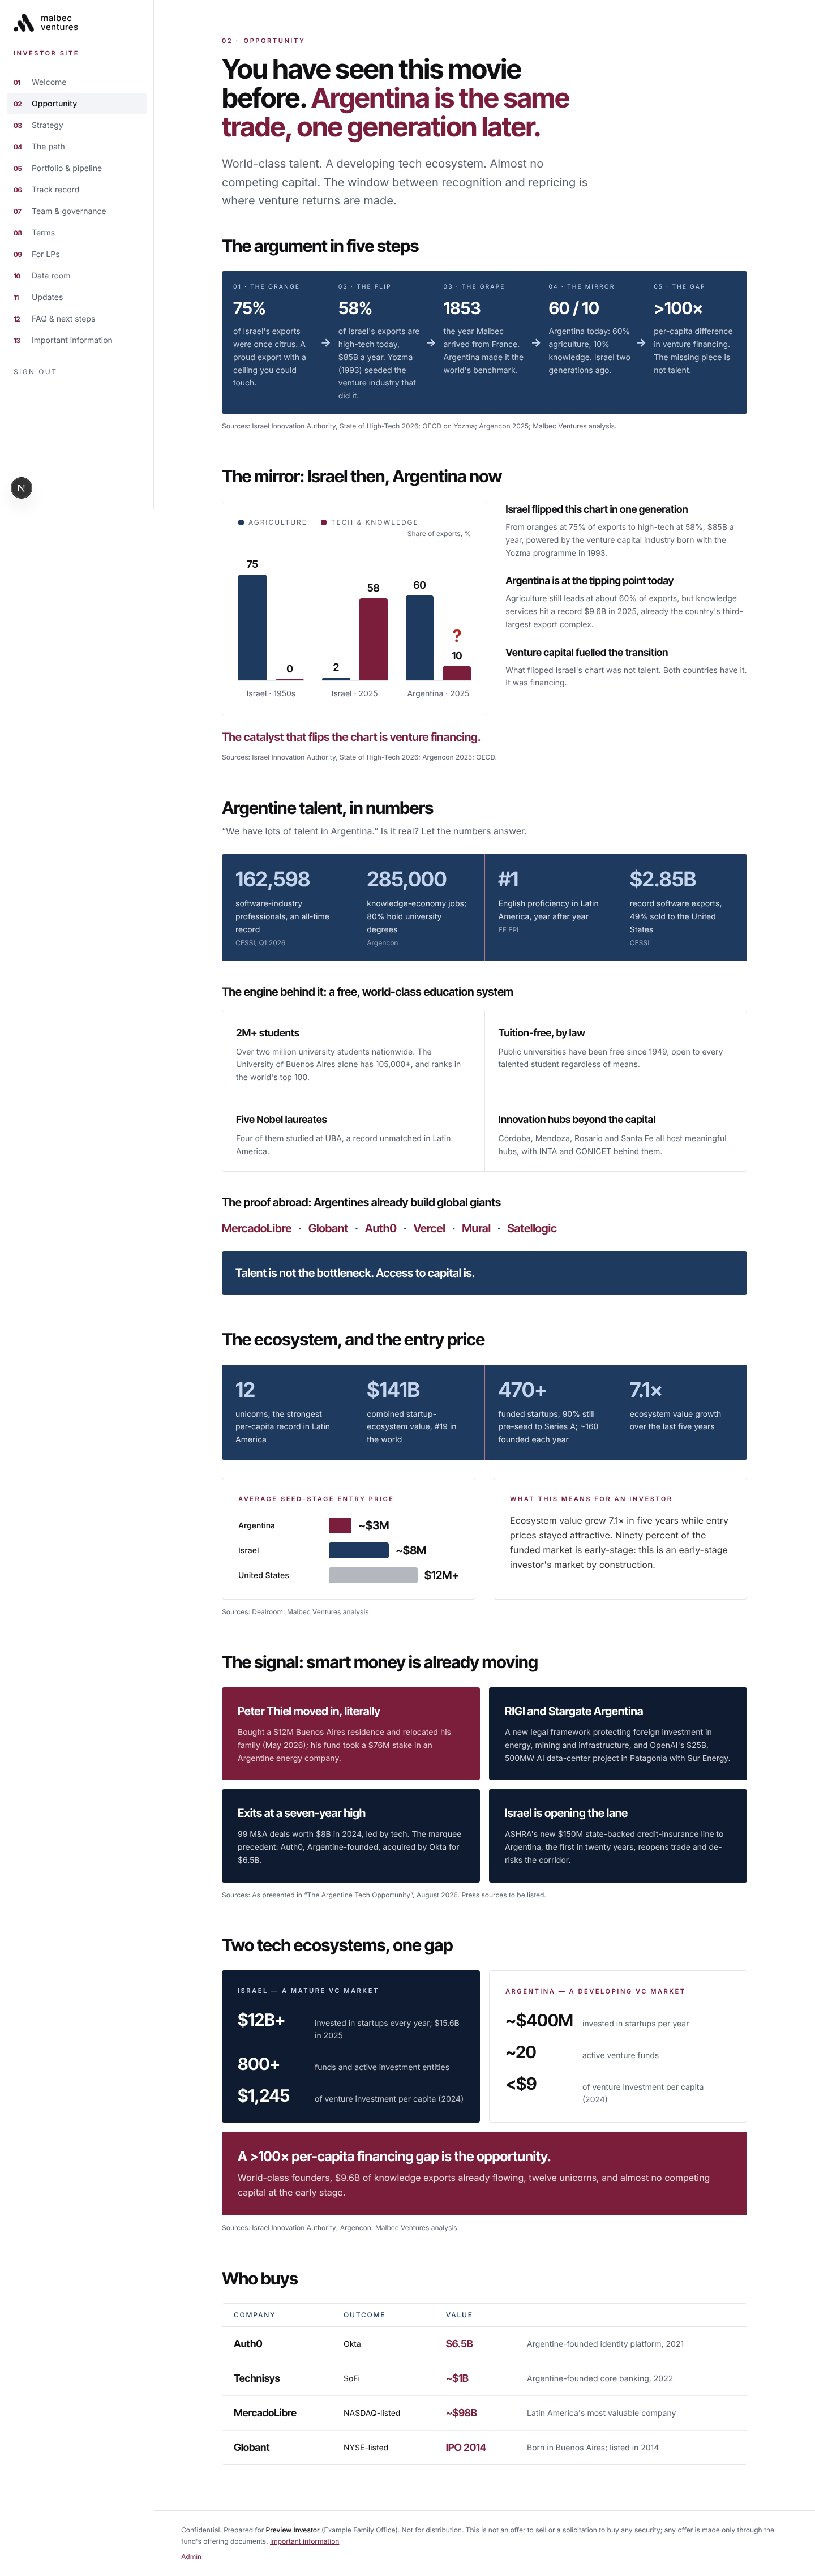 malbec
ventures
INVESTOR SITE
01 Welcome
02 Opportunity
03 Strategy
04 The path
05 Portfolio & pipeline
06 Track record
07 Team & governance
08 Terms
09 For LPs
10 Data room
11 Updates
12 FAQ & next steps
13 Important information
SIGN OUT
N
02 · OPPORTUNITY
You have seen this movie
before. Argentina is the same
trade, one generation later.
World-class talent. A developing tech ecosystem. Almost no
competing capital. The window between recognition and repricing is
where venture returns are made.
The argument in five steps
01 · THE ORANGE
75%
of Israel's exports
were once citrus. A
proud export with a
ceiling you could
touch.
→
02 · THE FLIP
58%
of Israel's exports are
high-tech today,
$85B a year. Yozma
(1993) seeded the
venture industry that
did it.
→
03 · THE GRAPE
1853
the year Malbec
arrived from France.
Argentina made it the
world's benchmark.
→
04 · THE MIRROR
60 / 10
Argentina today: 60%
agriculture, 10%
knowledge. Israel two
generations ago.
→
05 · THE GAP
>100×
per-capita difference
in venture financing.
The missing piece is
not talent.
Sources: Israel Innovation Authority, State of High-Tech 2026; OECD on Yozma; Argencon 2025; Malbec Ventures analysis.
The mirror: Israel then, Argentina now
AGRICULTURE TECH & KNOWLEDGE
Share of exports, %
75
0
2
58
60
?
10
Israel · 1950s
Israel · 2025
Argentina · 2025
Israel flipped this chart in one generation
From oranges at 75% of exports to high-tech at 58%, $85B a
year, powered by the venture capital industry born with the
Yozma programme in 1993.
Argentina is at the tipping point today
Agriculture still leads at about 60% of exports, but knowledge
services hit a record $9.6B in 2025, already the country's third-
largest export complex.
Venture capital fuelled the transition
What flipped Israel's chart was not talent. Both countries have it.
It was financing.
The catalyst that flips the chart is venture financing.
Sources: Israel Innovation Authority, State of High-Tech 2026; Argencon 2025; OECD.
Argentine talent, in numbers
“We have lots of talent in Argentina.” Is it real? Let the numbers answer.
162,598
software-industry
professionals, an all-time
record
CESSI, Q1 2026
285,000
knowledge-economy jobs;
80% hold university
degrees
Argencon
#1
English proficiency in Latin
America, year after year
EF EPI
$2.85B
record software exports,
49% sold to the United
States
CESSI
The engine behind it: a free, world-class education system
2M+ students
Over two million university students nationwide. The
University of Buenos Aires alone has 105,000+, and ranks in
the world's top 100.
Tuition-free, by law
Public universities have been free since 1949, open to every
talented student regardless of means.
Five Nobel laureates
Four of them studied at UBA, a record unmatched in Latin
America.
Innovation hubs beyond the capital
Córdoba, Mendoza, Rosario and Santa Fe all host meaningful
hubs, with INTA and CONICET behind them.
The proof abroad: Argentines already build global giants
MercadoLibre · Globant · Auth0 · Vercel · Mural · Satellogic
Talent is not the bottleneck. Access to capital is.
The ecosystem, and the entry price
12
unicorns, the strongest
per-capita record in Latin
America
$141B
combined startup-
ecosystem value, #19 in
the world
470+
funded startups, 90% still
pre-seed to Series A; ~160
founded each year
7.1×
ecosystem value growth
over the last five years
AVERAGE SEED-STAGE ENTRY PRICE
Argentina ~$3M
Israel ~$8M
United States $12M+
WHAT THIS MEANS FOR AN INVESTOR
Ecosystem value grew 7.1× in five years while entry
prices stayed attractive. Ninety percent of the
funded market is early-stage: this is an early-stage
investor's market by construction.
Sources: Dealroom; Malbec Ventures analysis.
The signal: smart money is already moving
Peter Thiel moved in, literally
Bought a $12M Buenos Aires residence and relocated his
family (May 2026); his fund took a $76M stake in an
Argentine energy company.
RIGI and Stargate Argentina
A new legal framework protecting foreign investment in
energy, mining and infrastructure, and OpenAI's $25B,
500MW AI data-center project in Patagonia with Sur Energy.
Exits at a seven-year high
99 M&A deals worth $8B in 2024, led by tech. The marquee
precedent: Auth0, Argentine-founded, acquired by Okta for
$6.5B.
Israel is opening the lane
ASHRA's new $150M state-backed credit-insurance line to
Argentina, the first in twenty years, reopens trade and de-
risks the corridor.
Sources: As presented in “The Argentine Tech Opportunity”, August 2026. Press sources to be listed.
Two tech ecosystems, one gap
ISRAEL — A MATURE VC MARKET
$12B+ invested in startups every year; $15.6B
in 2025
800+ funds and active investment entities
$1,245 of venture investment per capita (2024)
ARGENTINA — A DEVELOPING VC MARKET
~$400M invested in startups per year
~20 active venture funds
<$9 of venture investment per capita
(2024)
A >100× per-capita financing gap is the opportunity.
World-class founders, $9.6B of knowledge exports already flowing, twelve unicorns, and almost no competing
capital at the early stage.
Sources: Israel Innovation Authority; Argencon; Malbec Ventures analysis.
Who buys
COMPANY OUTCOME VALUE
Auth0 Okta $6.5B Argentine-founded identity platform, 2021
Technisys SoFi ~$1B Argentine-founded core banking, 2022
MercadoLibre NASDAQ-listed ~$98B Latin America's most valuable company
Globant NYSE-listed IPO 2014 Born in Buenos Aires; listed in 2014
Confidential. Prepared for Preview Investor (Example Family Office). Not for distribution. This is not an offer to sell or a solicitation to buy any security; any offer is made only through the
fund's offering documents. Important information
Admin